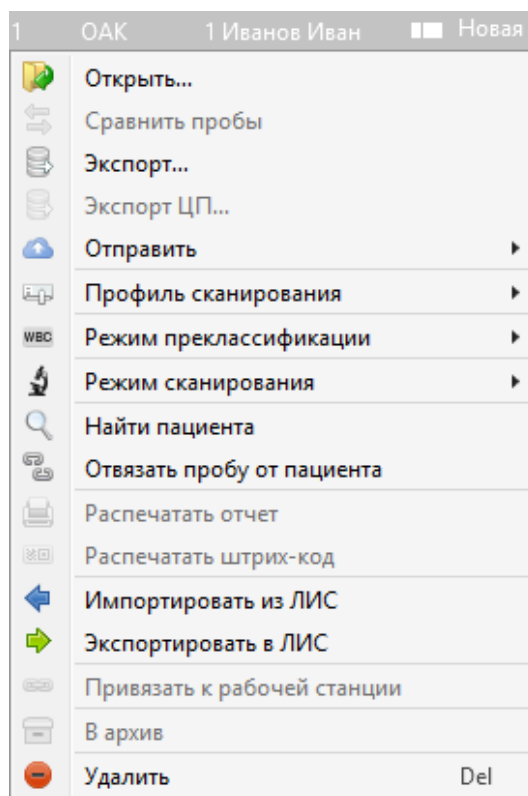 1 ОАК 1 Иванов Иван Новая
Открыть...
Сравнить пробы
Экспорт...
Экспорт ЦП...
Отправить
Профиль сканирования
WBC Режим преклассификации
Режим сканирования
Найти пациента
Отвязать пробу от пациента
Распечатать отчет
Распечатать штрих-код
Импортировать из ЛИС
Экспортировать в ЛИС
Привязать к рабочей станции
В архив
Удалить Del